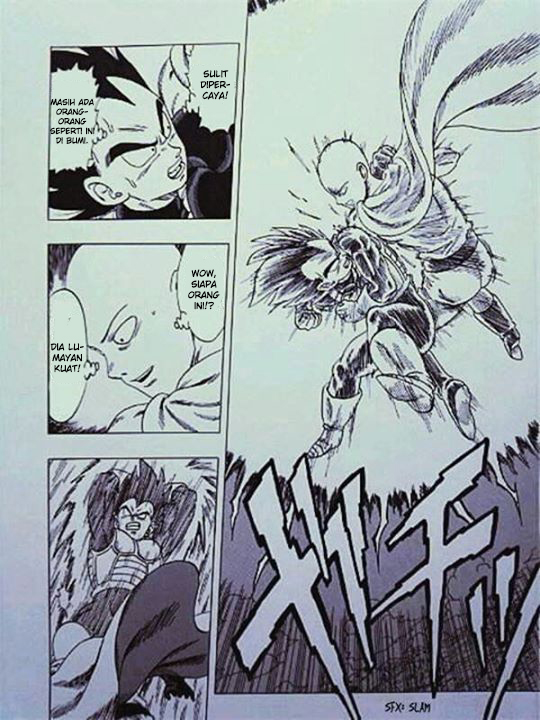 SFX: SLAM
SULIT
DIPER-
CAYA!
MASIH ADA
ORANG-
ORANG
SEPERTI INI
DI BUMI.
WOW,
SIAPA
ORANG
INI!?
DIA LU-
MAYAN
KUAT!